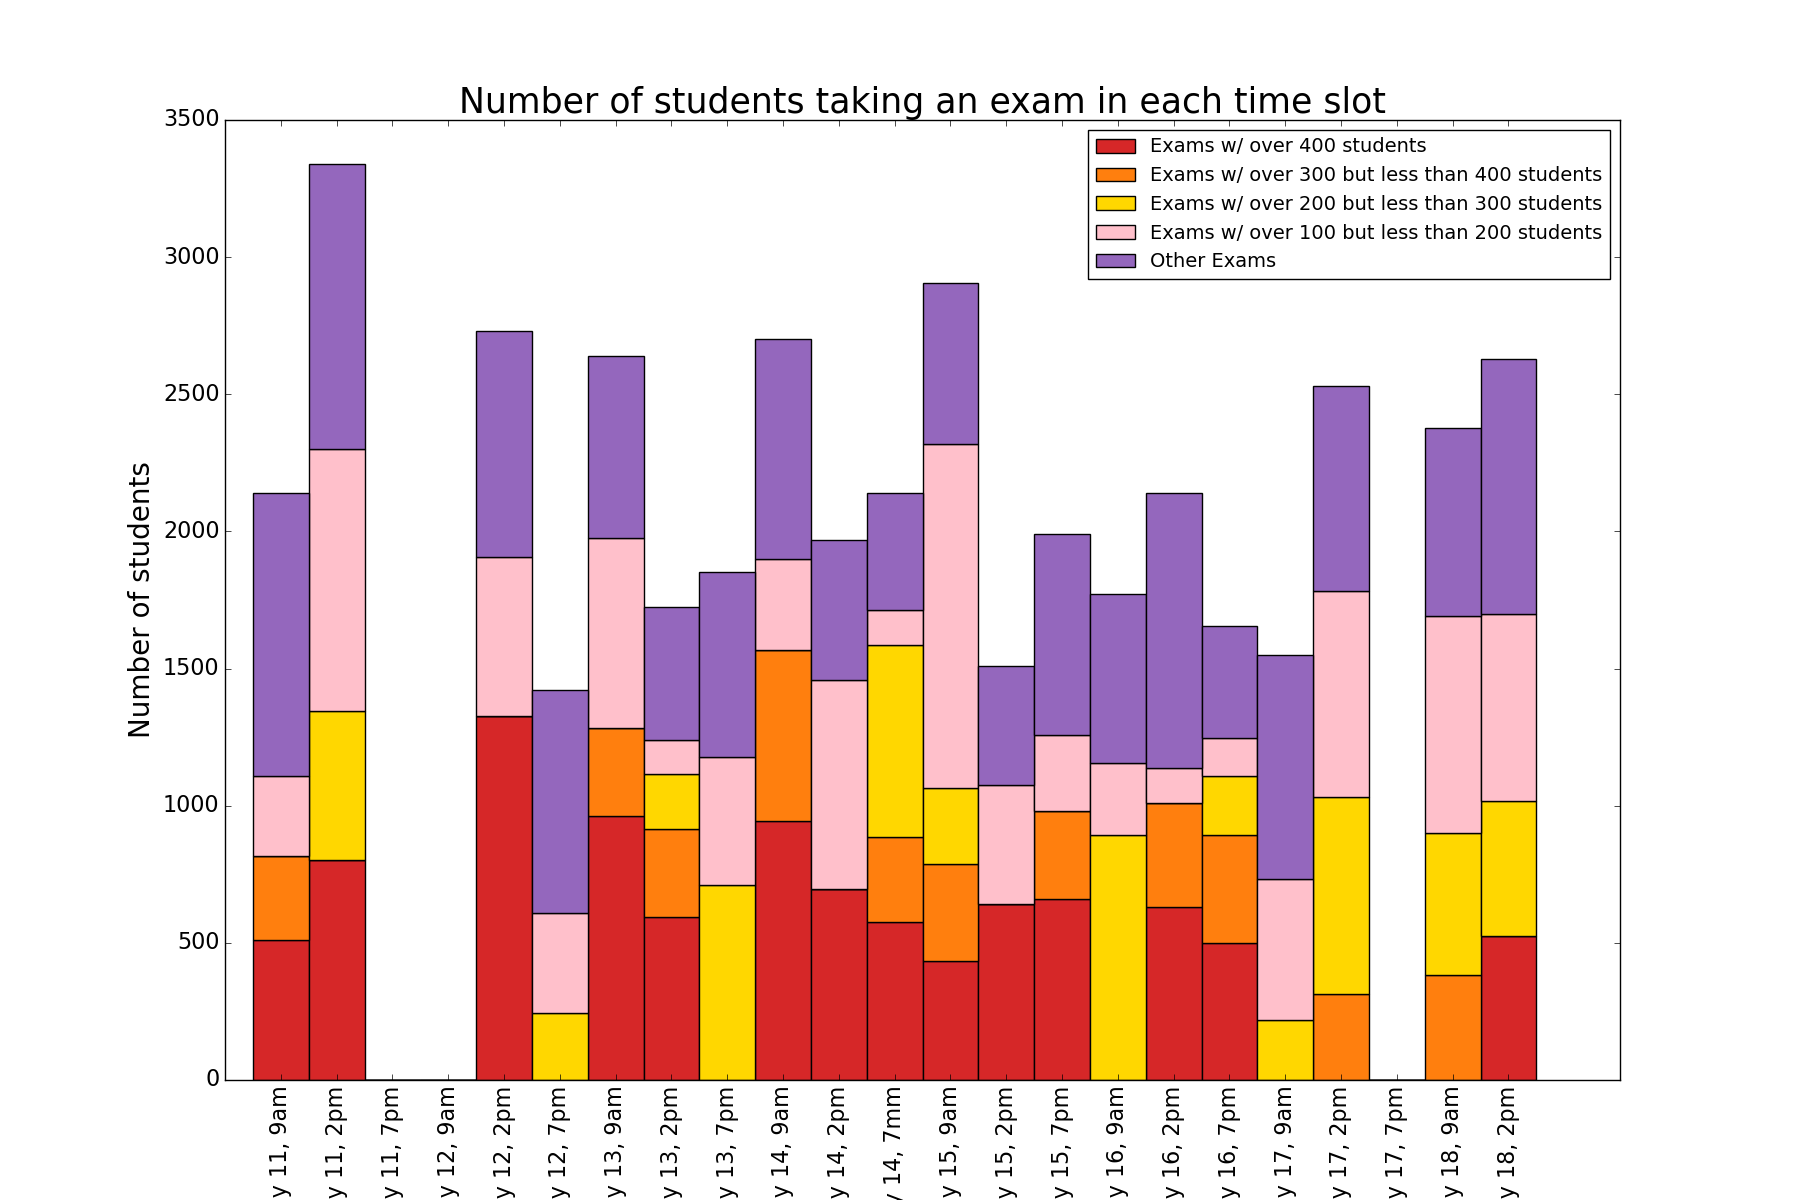 Number of students taking an exam in each time slot
Exams w/ over 400 students
Exams w/ over 300 but less than 400 students
Exams w/ over 200 but less than 300 students
Exams w/ over 100 but less than 200 students
Other Exams
Number of students
3500
3000
2500
2000
1500
1000
500
0
y 11, 9am
y 11, 2pm
y 11, 7pm
y 12, 9am
y 12, 2pm
y 12, 7pm
y 13, 9am
y 13, 2pm
y 13, 7pm
y 14, 9am
y 14, 2pm
y 14, 7mm
y 15, 9am
y 15, 2pm
y 15, 7pm
y 16, 9am
y 16, 2pm
y 16, 7pm
y 17, 9am
y 17, 2pm
y 17, 7pm
y 18, 9am
y 18, 2pm